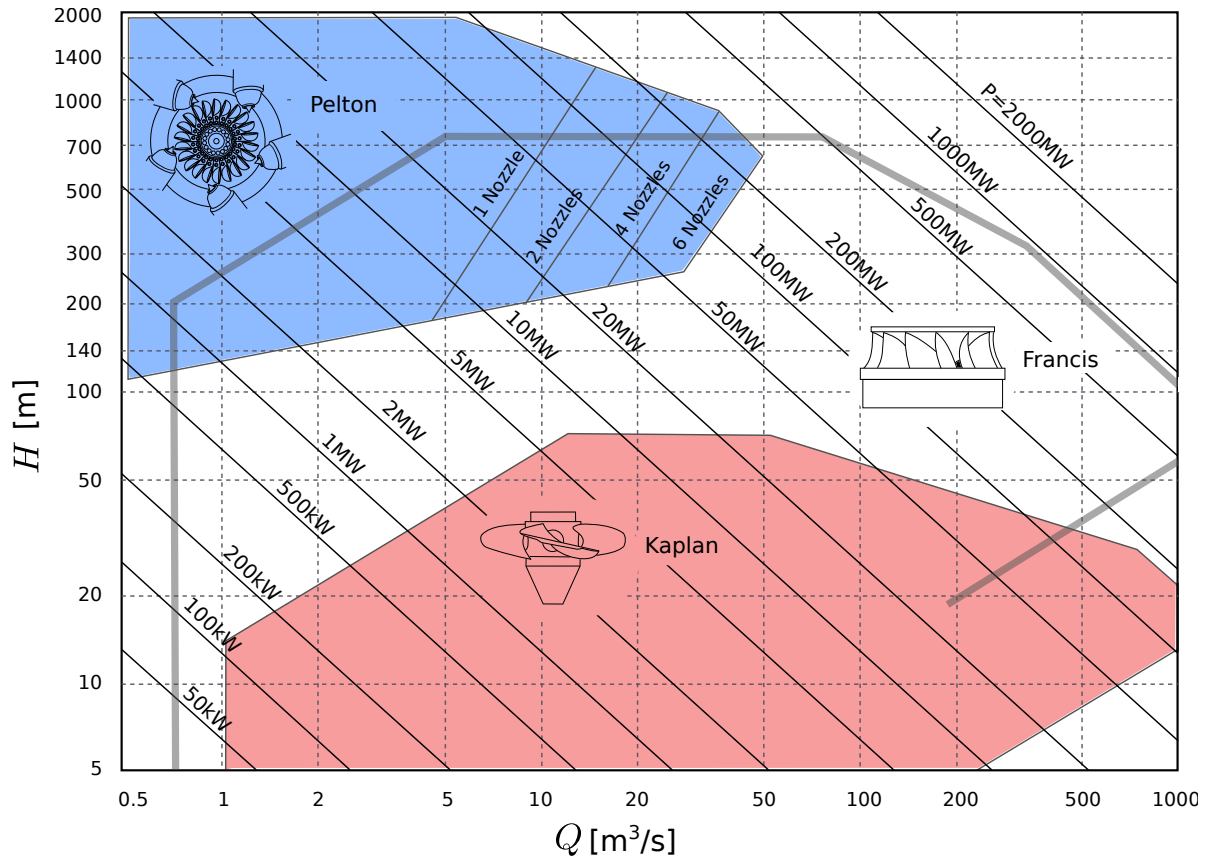 2000
1400
1000
700
500
300
200
140
100
50
20
10
5
H [m]
Pelton
1 Nozzle
2 Nozzles
4 Nozzles
6 Nozzles
P=2000MW
1000MW
500MW
200MW
100MW
50MW
20MW
10MW
5MW
2MW
1MW
500kW
200kW
100kW
50kW
Francis
Kaplan
0.5 1 2 5 10 20 50 100 200 500 1000
Q [m³/s]